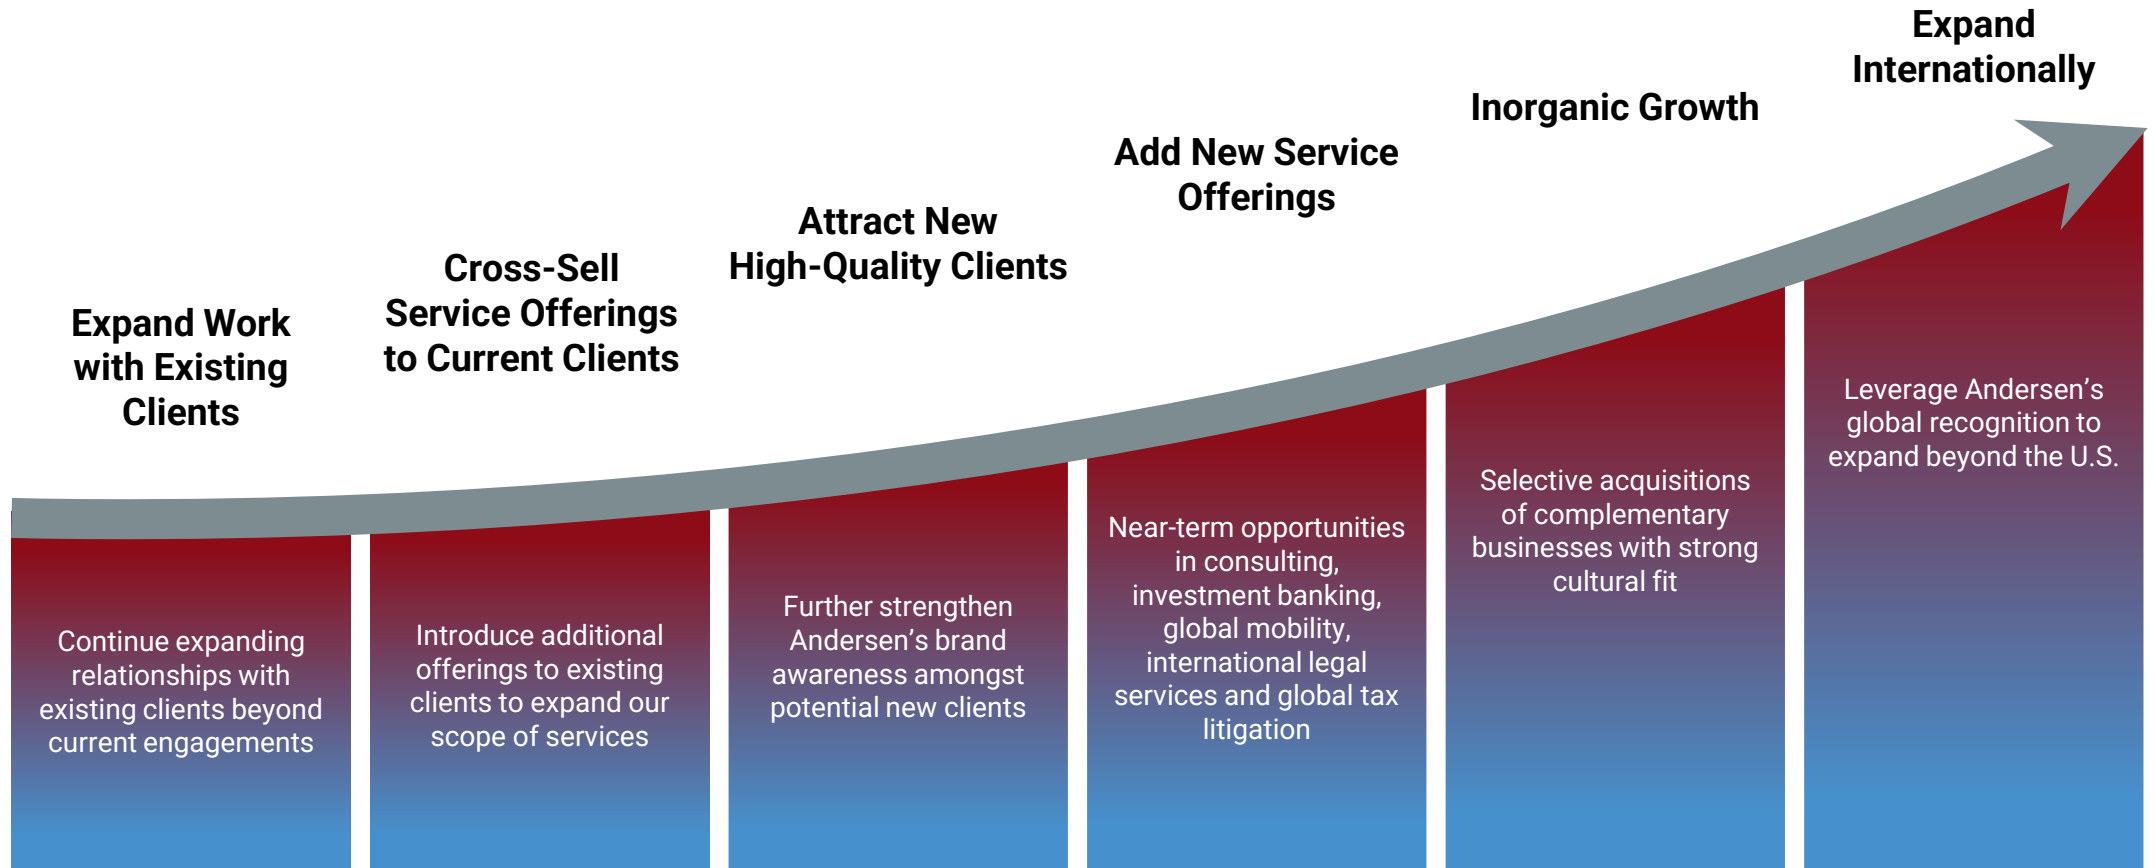 Expand Work
with Existing
Clients
Continue expanding
relationships with
existing clients beyond
current engagements
Cross-Sell
Service Offerings
to Current Clients
Introduce additional
offerings to existing
clients to expand our
scope of services
Attract New
High-Quality Clients
Further strengthen
Andersen’s brand
awareness amongst
potential new clients
Add New Service
Offerings
Near-term opportunities
in consulting,
investment banking,
global mobility,
international legal
services and global tax
litigation
Inorganic Growth
Selective acquisitions
of complementary
businesses with strong
cultural fit
Expand
Internationally
Leverage Andersen’s
global recognition to
expand beyond the U.S.